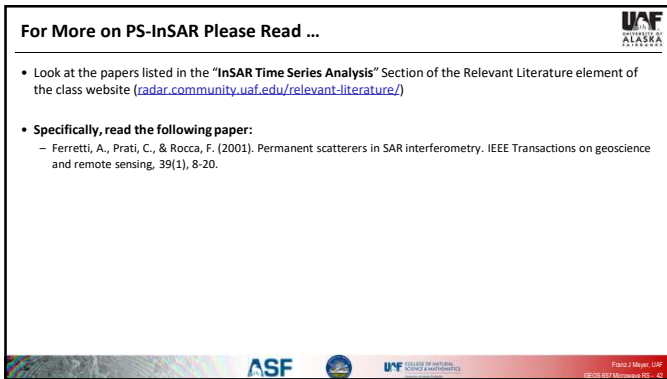 For More on PS-InSAR Please Read …
UAF
UNIVERSITY OF
ALASKA
FAIRBANKS
• Look at the papers listed in the “InSAR Time Series Analysis” Section of the Relevant Literature element of
the class website (radar.community.uaf.edu/relevant-literature/)
• Specifically, read the following paper:
– Ferretti, A., Prati, C., & Rocca, F. (2001). Permanent scatterers in SAR interferometry. IEEE Transactions on geoscience
and remote sensing, 39(1), 8-20.
ASF
UAF COLLEGE OF NATURAL
SCIENCE & MATHEMATICS
Franz J Meyer, UAF
GEOS 657 Microwave RS - 42